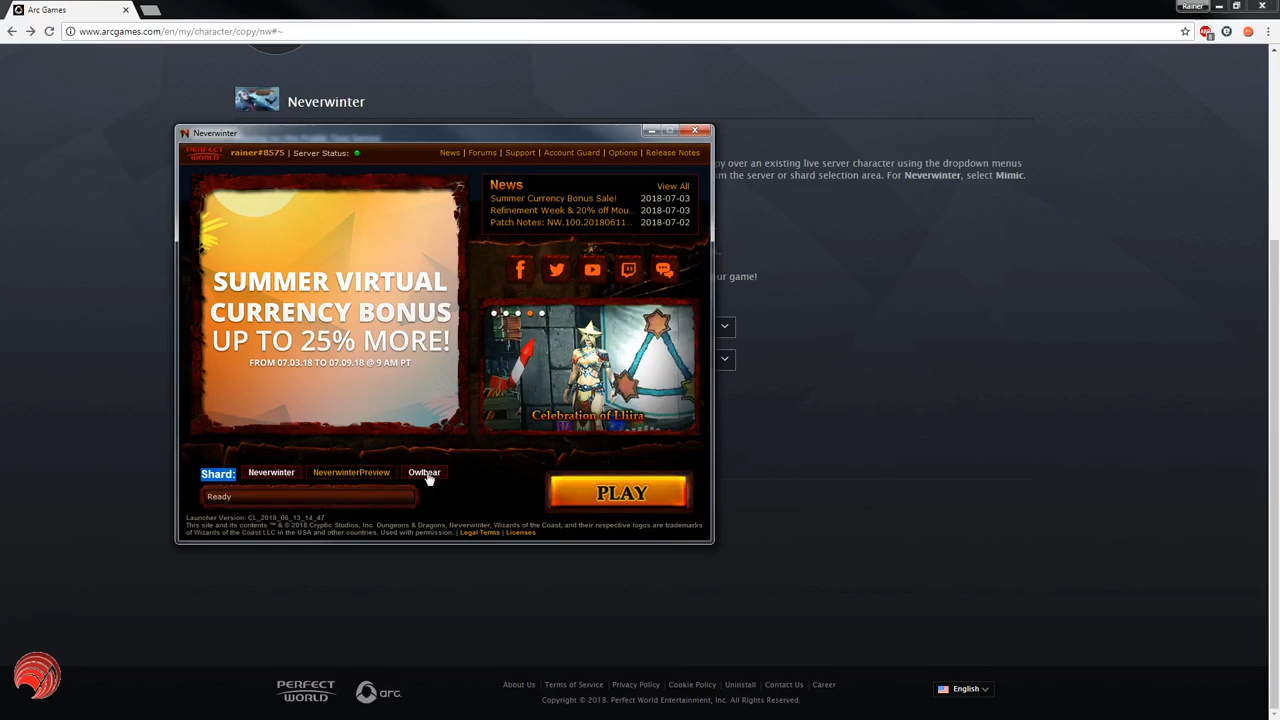 Arc Games
Rainer
www.arcgames.com/en/my/character/copy/nw#~
Neverwinter
Neverwinter
PERFECT WORLD
rainer#8575 | Server Status:
News | Forums | Support | Account Guard | Options | Release Notes
py over an existing live server character using the dropdown menus
om the server or shard selection area. For Neverwinter, select Mimic.
News
View All
Summer Currency Bonus Sale! 2018-07-03
Refinement Week & 20% off Mou... 2018-07-03
Patch Notes: NW.100.20180611... 2018-07-02
SUMMER VIRTUAL
CURRENCY BONUS
UP TO 25% MORE!
FROM 07.03.18 TO 07.09.18 @ 9 AM PT
our game!
Celebration of Lliira
Shard: Neverwinter NeverwinterPreview Owlbear
Ready
PLAY
Launcher Version: CL_2018_06_13_14_47
This site and its contents ™ & © 2018 Cryptic Studios, Inc. Dungeons & Dragons, Neverwinter, Wizards of the Coast, and their respective logos are trademarks
of Wizards of the Coast LLC in the USA and other countries. Used with permission. | Legal Terms | Licenses
PERFECT WORLD
arc.
About Us | Terms of Service | Privacy Policy | Cookie Policy | Uninstall | Contact Us | Career
Copyright © 2018. Perfect World Entertainment, Inc. All Rights Reserved.
English